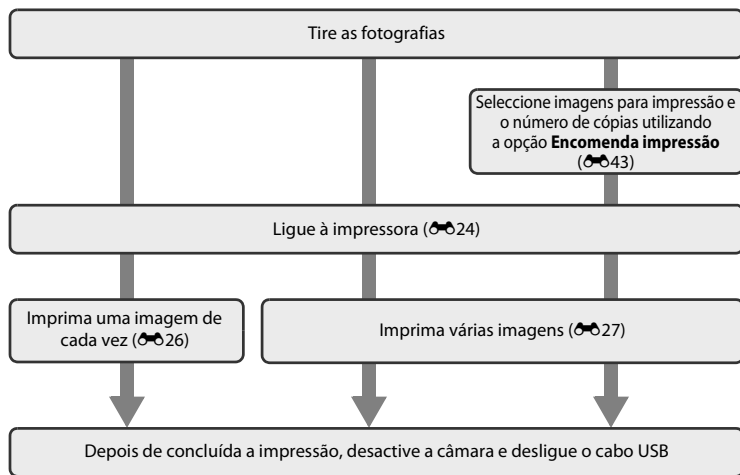 Tire as fotografias
Seleccione imagens para impressão e
o número de cópias utilizando
a opção Encomenda impressão
(43)
Ligue à impressora (24)
Imprima uma imagem de
cada vez (26)
Imprima várias imagens (27)
Depois de concluída a impressão, desactive a câmara e desligue o cabo USB